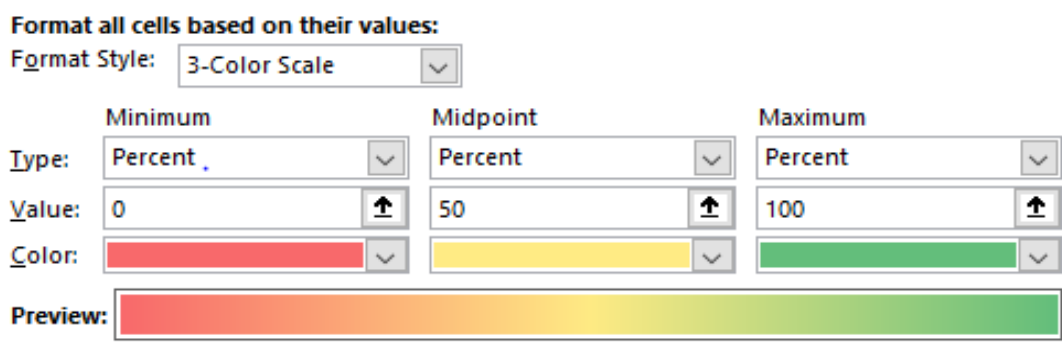 Format all cells based on their values:
Format Style: 3-Color Scale
Minimum Midpoint Maximum
Type: Percent Percent Percent
Value: 0 50 100
Color:
Preview: